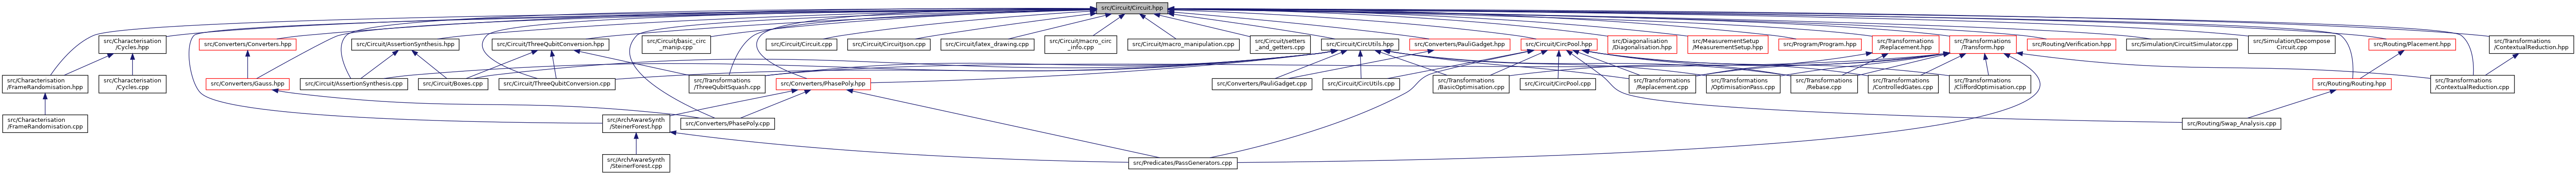 src/Circuit/Circuit.hpp
src/Characterisation
/Cycles.hpp
src/Converters/Converters.hpp
src/Circuit/AssertionSynthesis.hpp
src/Circuit/ThreeQubitConversion.hpp
src/Circuit/basic_circ
_manip.cpp
src/Circuit/Circuit.cpp
src/Circuit/CircuitJson.cpp
src/Circuit/latex_drawing.cpp
src/Circuit/macro_circ
_info.cpp
src/Circuit/macro_manipulation.cpp
src/Circuit/setters
_and_getters.cpp
src/Circuit/CircUtils.hpp
src/Converters/PauliGadget.hpp
src/Circuit/CircPool.hpp
src/Diagonalisation
/Diagonalisation.hpp
src/MeasurementSetup
/MeasurementSetup.hpp
src/Program/Program.hpp
src/Transformations
/Replacement.hpp
src/Transformations
/Transform.hpp
src/Routing/Verification.hpp
src/Simulation/CircuitSimulator.cpp
src/Simulation/Decompose
Circuit.cpp
src/Routing/Placement.hpp
src/Transformations
/ContextualReduction.hpp
src/Characterisation
/FrameRandomisation.hpp
src/Characterisation
/Cycles.cpp
src/Converters/Gauss.hpp
src/Circuit/AssertionSynthesis.cpp
src/Circuit/Boxes.cpp
src/Circuit/ThreeQubitConversion.cpp
src/Transformations
/ThreeQubitSquash.cpp
src/Converters/PhasePoly.hpp
src/Converters/PauliGadget.cpp
src/Circuit/CircUtils.cpp
src/Transformations
/BasicOptimisation.cpp
src/Circuit/CircPool.cpp
src/Transformations
/Replacement.cpp
src/Transformations
/OptimisationPass.cpp
src/Transformations
/Rebase.cpp
src/Transformations
/ControlledGates.cpp
src/Transformations
/CliffordOptimisation.cpp
src/Routing/Routing.hpp
src/Transformations
/ContextualReduction.cpp
src/Characterisation
/FrameRandomisation.cpp
src/ArchAwareSynth
/SteinerForest.hpp
src/Converters/PhasePoly.cpp
src/Routing/Swap_Analysis.cpp
src/ArchAwareSynth
/SteinerForest.cpp
src/Predicates/PassGenerators.cpp